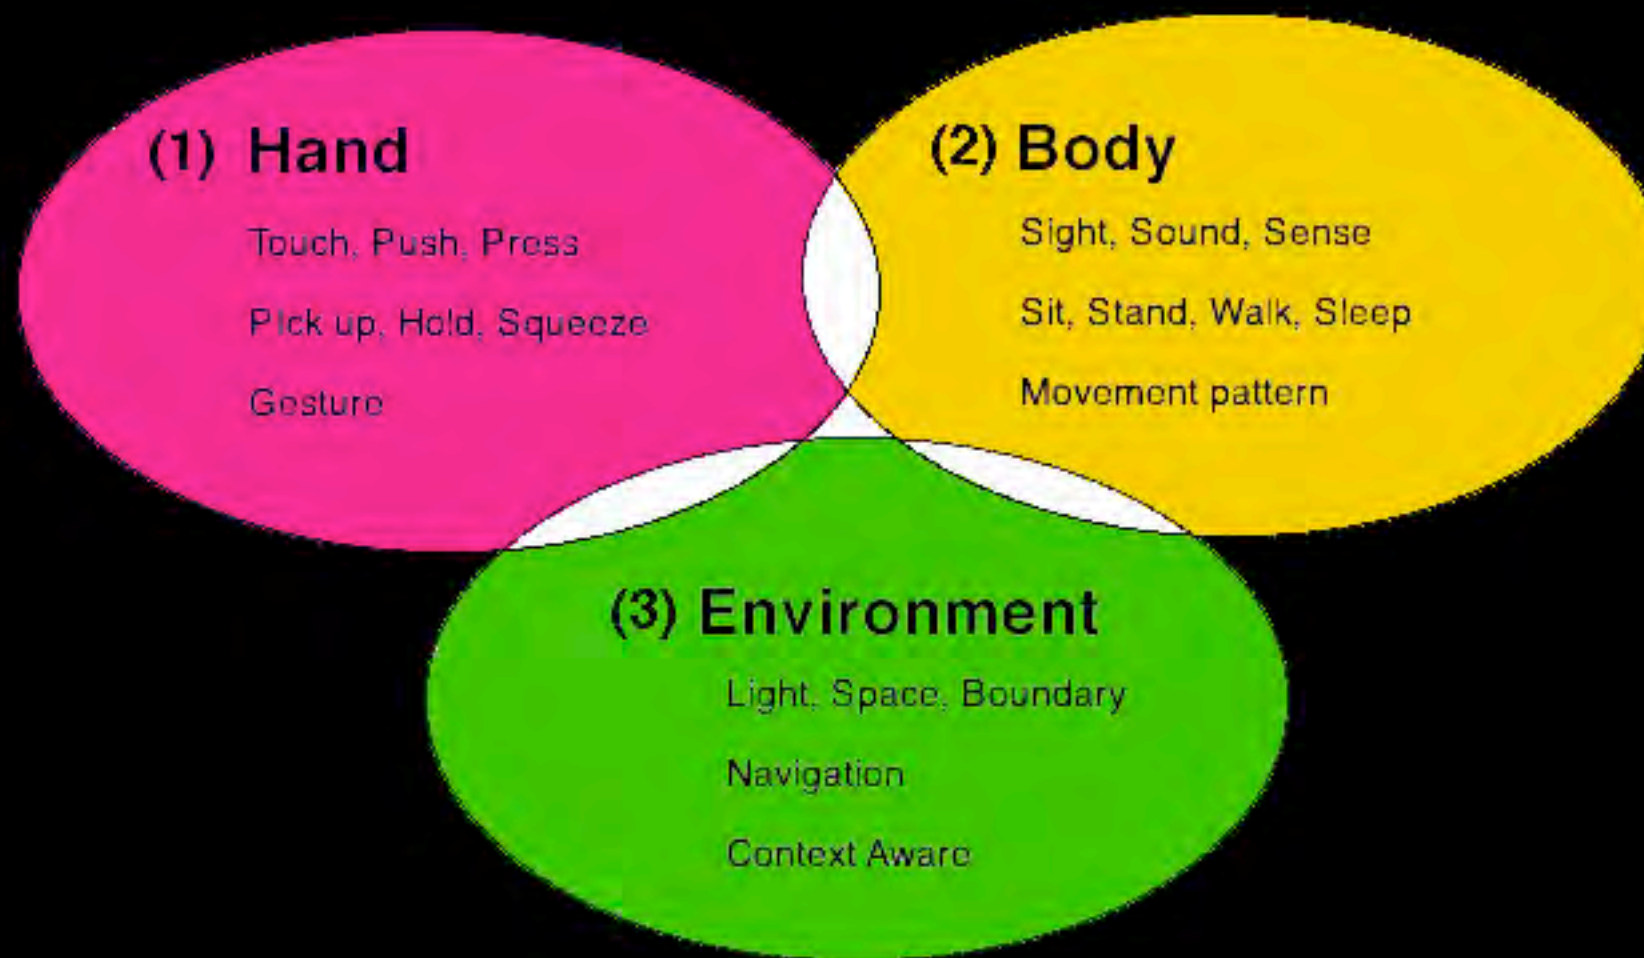 (1) Hand
Touch, Push, Press
Pick up, Hold, Squeeze
Gesture
(2) Body
Sight, Sound, Sense
Sit, Stand, Walk, Sleep
Movement pattern
(3) Environment
Light, Space, Boundary
Navigation
Context Aware